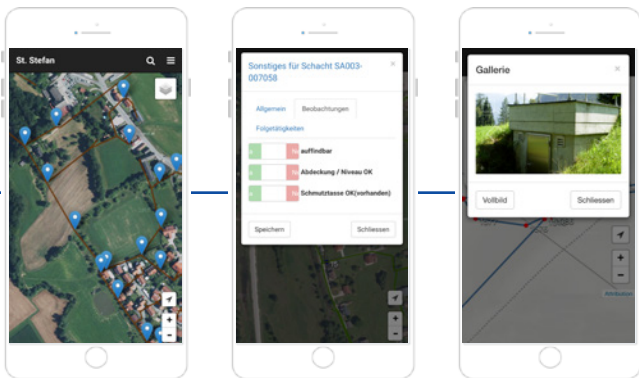 St. Stefan
Sonstiges für Schacht SA003-
007058
×
Allgemein
Beobachtungen
Folgetätigkeiten
auffindbar
Abdeckung / Niveau OK
Schmutztasse OK(vorhanden)
Speichern
Schliessen
+
-
Gallerie
×
Vollbild
Schliessen
+
-
Attribution